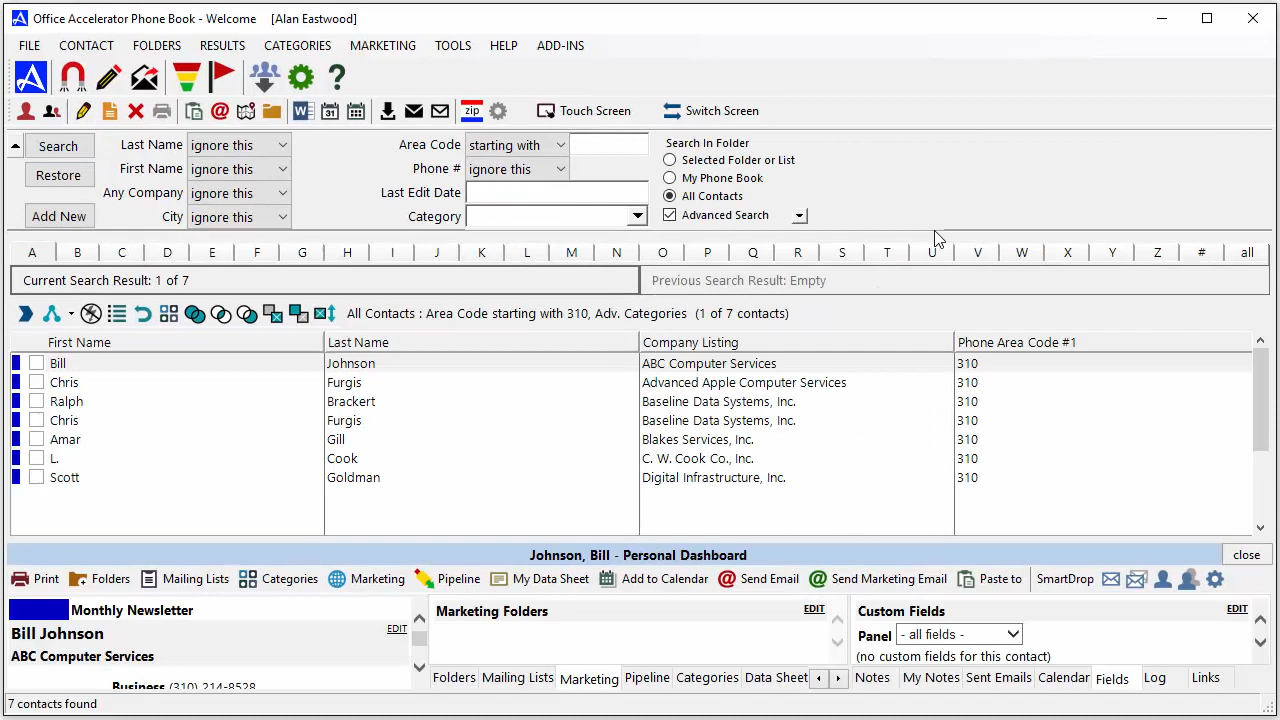 Office Accelerator Phone Book - Welcome [Alan Eastwood]
FILE CONTACT FOLDERS RESULTS CATEGORIES MARKETING TOOLS HELP ADD-INS
A ?
@ W 31 zip Touch Screen Switch Screen
Search Last Name ignore this Area Code starting with Search In Folder
Selected Folder or List
First Name ignore this Phone # ignore this
Restore My Phone Book
Any Company ignore this Last Edit Date All Contacts
Add New City ignore this Category Advanced Search
A B C D E F G H I J K L M N O P Q R S T U V W X Y Z # all
Current Search Result: 1 of 7 Previous Search Result: Empty
All Contacts : Area Code starting with 310, Adv. Categories (1 of 7 contacts)
First Name Last Name Company Listing Phone Area Code #1
Bill Johnson ABC Computer Services 310
Chris Furgis Advanced Apple Computer Services 310
Ralph Brackert Baseline Data Systems, Inc. 310
Chris Furgis Baseline Data Systems, Inc. 310
Amar Gill Blakes Services, Inc. 310
L. Cook C. W. Cook Co., Inc. 310
Scott Goldman Digital Infrastructure, Inc. 310
Johnson, Bill - Personal Dashboard close
Print Folders Mailing Lists Categories Marketing Pipeline My Data Sheet Add to Calendar @ Send Email @ Send Marketing Email Paste to SmartDrop
Monthly Newsletter Marketing Folders EDIT Custom Fields EDIT
Bill Johnson EDIT Panel - all fields -
ABC Computer Services (no custom fields for this contact)
Business (310) 214-8528
Folders Mailing Lists Marketing Pipeline Categories Data Sheet Notes My Notes Sent Emails Calendar Fields Log Links
7 contacts found